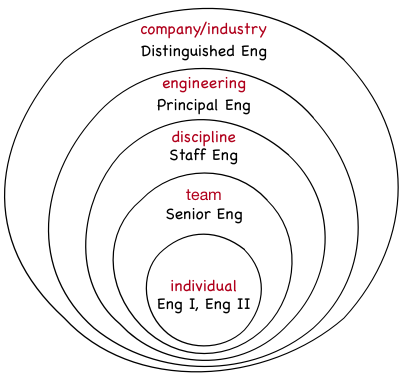 company/industry
Distinguished Eng
engineering
Principal Eng
discipline
Staff Eng
team
Senior Eng
individual
Eng I, Eng II